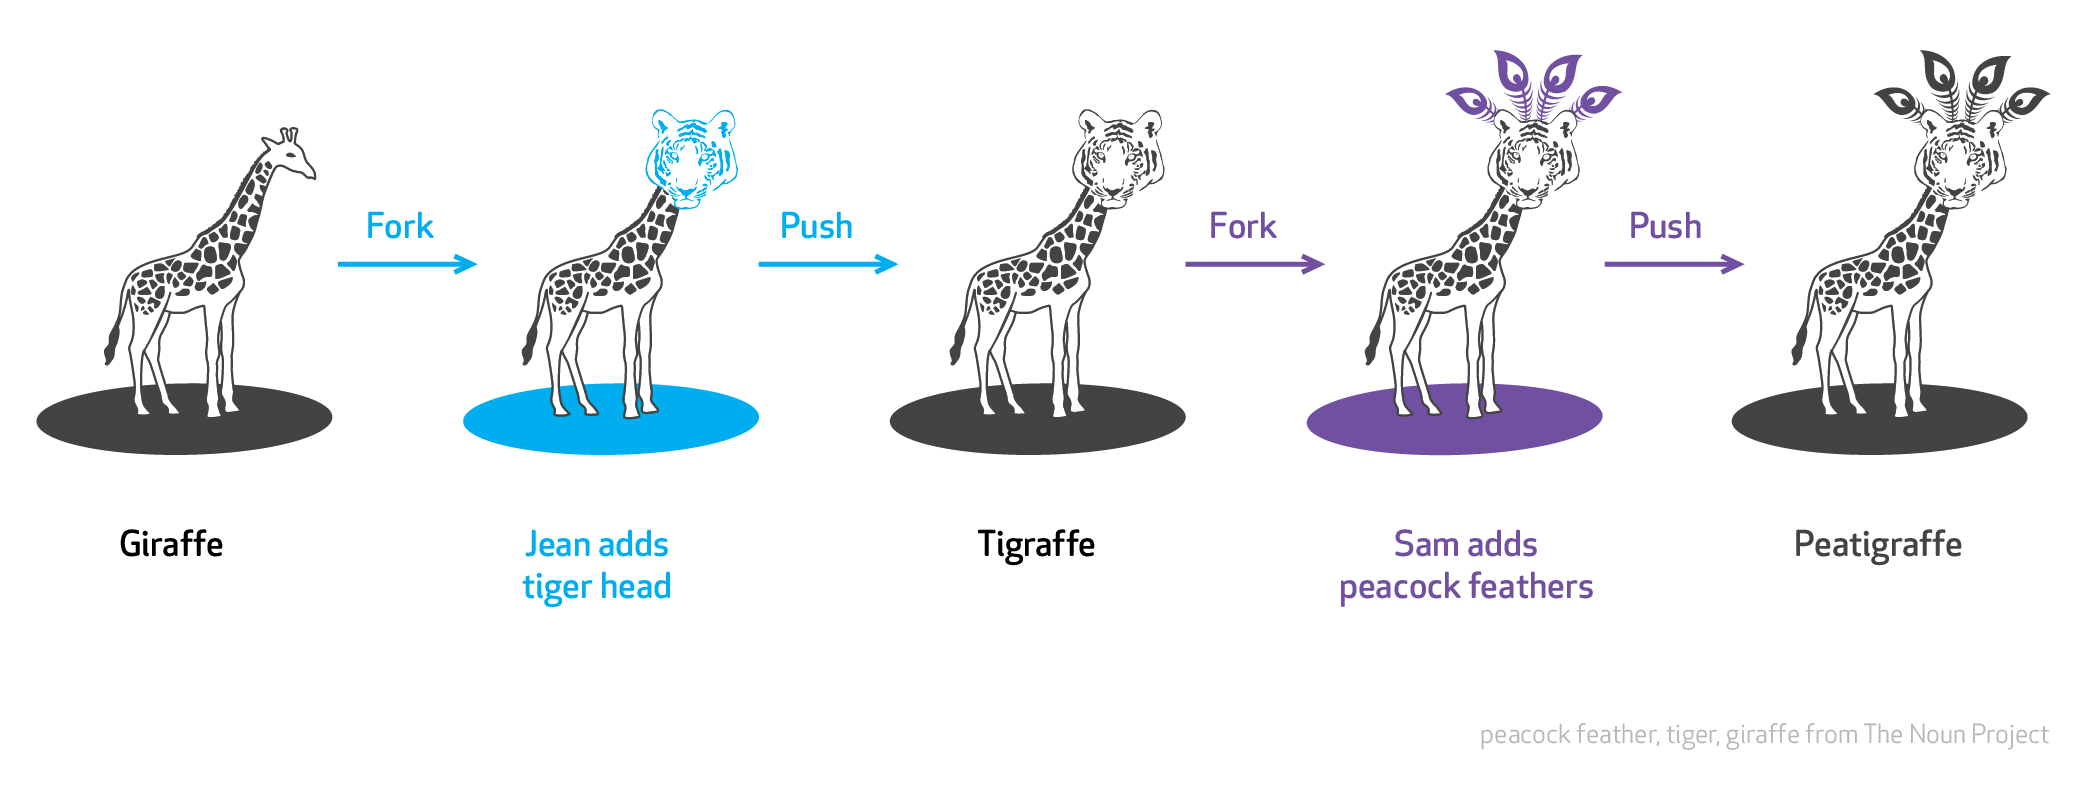 Fork
Push
Fork
Push
Giraffe
Jean adds
tiger head
Tigraffe
Sam adds
peacock feathers
Peatigraffe
peacock feather, tiger, giraffe from The Noun Project